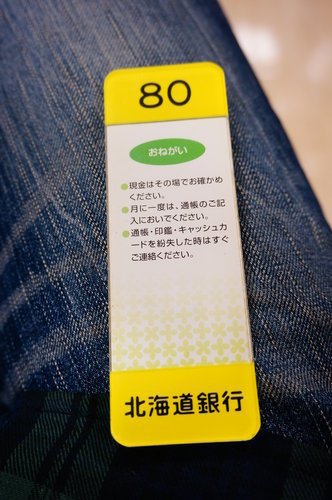 80
おねがい
●現金はその場でお確かめ
ください。
●月に一度は、通帳のご記
入においでください。
●通帳・印鑑・キャッシュカ
ードを紛失した時はすぐ
ご連絡ください。
北海道銀行